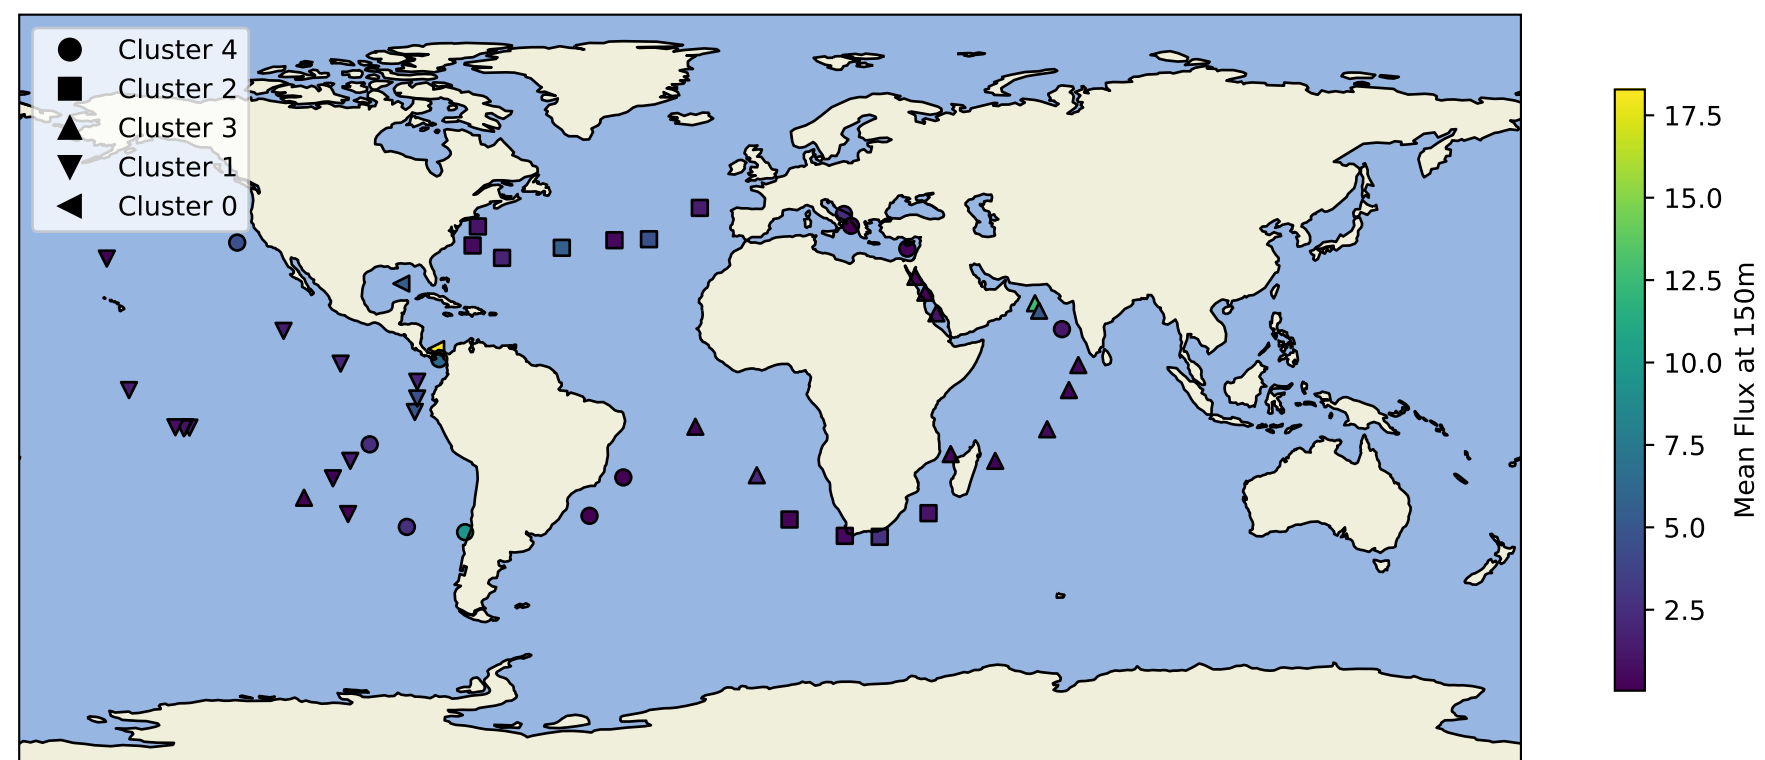 Cluster 4
Cluster 2
Cluster 3
Cluster 1
Cluster 0
17.5
15.0
12.5
10.0
7.5
5.0
2.5
Mean Flux at 150m